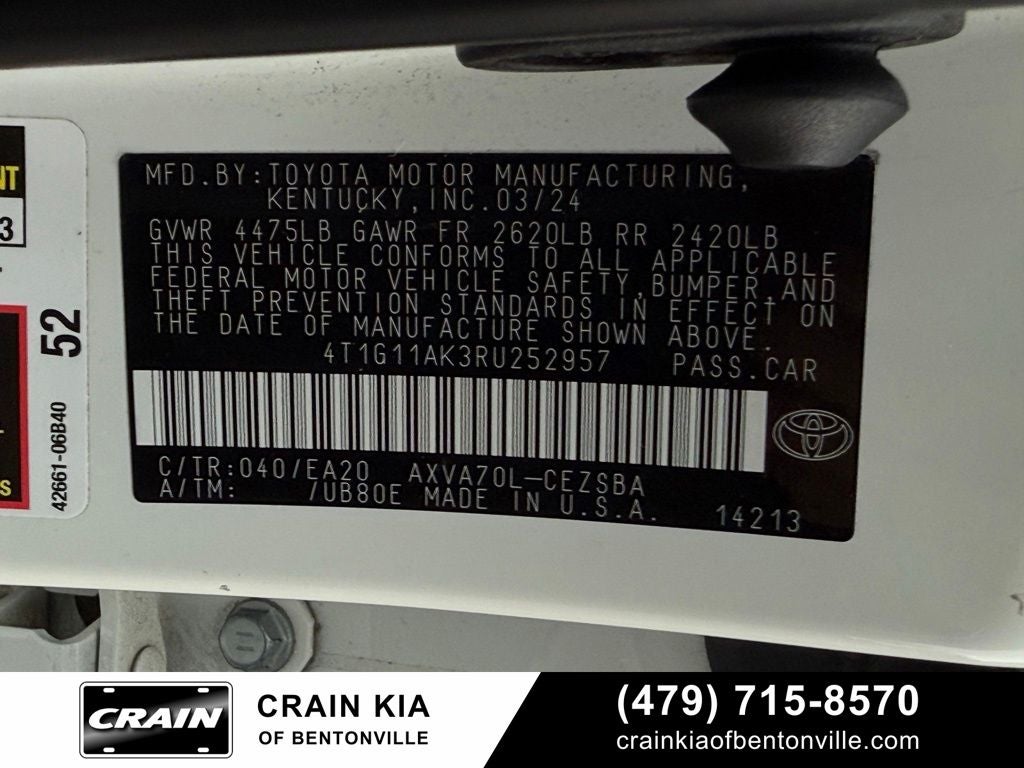 MFD.BY:TOYOTA MOTOR MANUFACTURING,
KENTUCKY,INC.03/24
GVWR 4475LB GAWR FR 2620LB RR 2420LB
THIS VEHICLE CONFORMS TO ALL APPLICABLE
FEDERAL MOTOR VEHICLE SAFETY,BUMPER,AND
THEFT PREVENTION STANDARDS IN EFFECT ON
THE DATE OF MANUFACTURE SHOWN ABOVE.
4T1G11AK3RU252957 PASS.CAR
C/TR:040/EA20 AXVA70L-CEZSBA
A/TM: /UB80E MADE IN U.S.A. 14213
3
52
42661-06B40
S
CRAIN
CRAIN KIA
OF BENTONVILLE
(479) 715-8570
crainkiaofbentonville.com